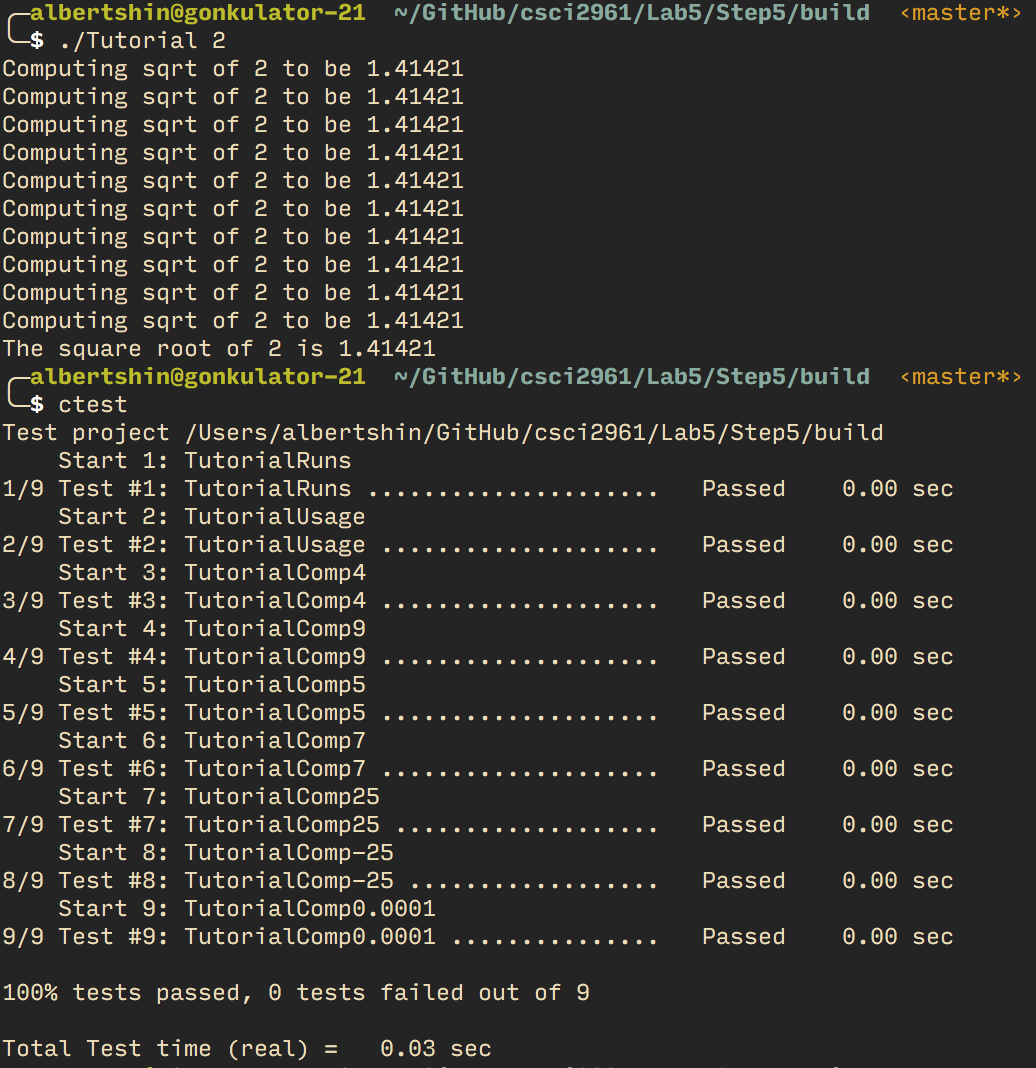 ╭─albertshin@gonkulator-21 ~/GitHub/csci2961/Lab5/Step5/build ‹master*›
╰─$ ./Tutorial 2
Computing sqrt of 2 to be 1.41421
Computing sqrt of 2 to be 1.41421
Computing sqrt of 2 to be 1.41421
Computing sqrt of 2 to be 1.41421
Computing sqrt of 2 to be 1.41421
Computing sqrt of 2 to be 1.41421
Computing sqrt of 2 to be 1.41421
Computing sqrt of 2 to be 1.41421
Computing sqrt of 2 to be 1.41421
Computing sqrt of 2 to be 1.41421
The square root of 2 is 1.41421
╭─albertshin@gonkulator-21 ~/GitHub/csci2961/Lab5/Step5/build ‹master*›
╰─$ ctest
Test project /Users/albertshin/GitHub/csci2961/Lab5/Step5/build
    Start 1: TutorialRuns
1/9 Test #1: TutorialRuns .....................   Passed    0.00 sec
    Start 2: TutorialUsage
2/9 Test #2: TutorialUsage ....................   Passed    0.00 sec
    Start 3: TutorialComp4
3/9 Test #3: TutorialComp4 ....................   Passed    0.00 sec
    Start 4: TutorialComp9
4/9 Test #4: TutorialComp9 ....................   Passed    0.00 sec
    Start 5: TutorialComp5
5/9 Test #5: TutorialComp5 ....................   Passed    0.00 sec
    Start 6: TutorialComp7
6/9 Test #6: TutorialComp7 ....................   Passed    0.00 sec
    Start 7: TutorialComp25
7/9 Test #7: TutorialComp25 ...................   Passed    0.00 sec
    Start 8: TutorialComp-25
8/9 Test #8: TutorialComp-25 ..................   Passed    0.00 sec
    Start 9: TutorialComp0.0001
9/9 Test #9: TutorialComp0.0001 ...............   Passed    0.00 sec

100% tests passed, 0 tests failed out of 9

Total Test time (real) =   0.03 sec